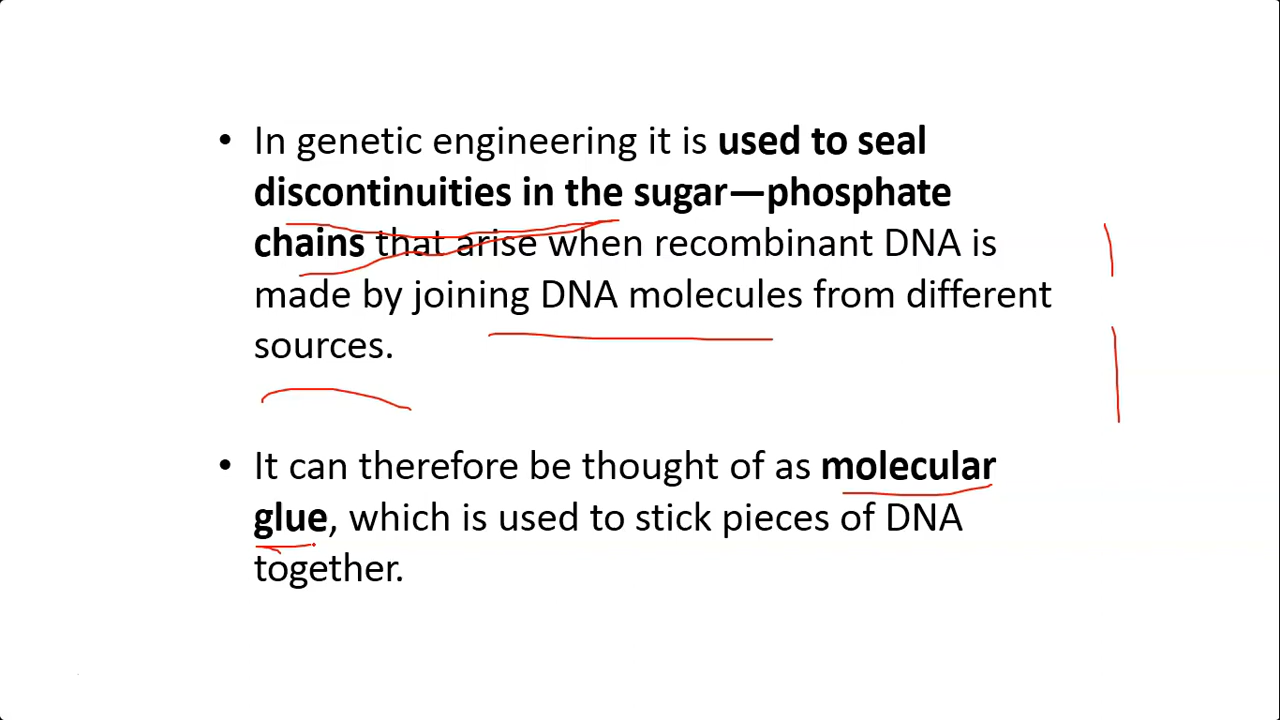 • In genetic engineering it is used to seal
discontinuities in the sugar—phosphate
chains that arise when recombinant DNA is
made by joining DNA molecules from different
sources.
• It can therefore be thought of as molecular
glue, which is used to stick pieces of DNA
together.